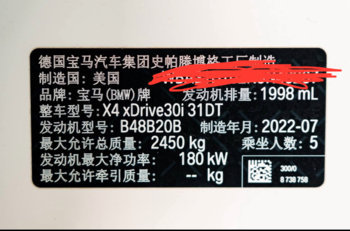 德国宝马汽车集团史帕腾博格工厂制造
制造国: 美国
品牌: 宝马(BMW)牌 发动机排量: 1998 mL
整车型号: X4 xDrive30i 31DT
发动机型号: B48B20B 制造年月: 2022-07
最大允许总质量: 2450 kg 乘坐人数: 5
发动机最大净功率: 180 kW
最大允许牵引质量: -- kg
300/0
8 738 758